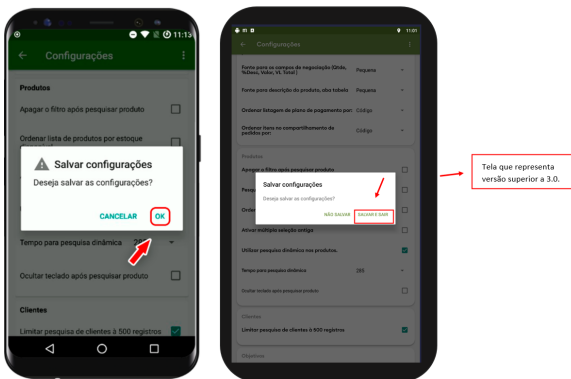 11:13
Configurações
Produtos
Apagar o filtro após pesquisar produto
Ordenar lista de produtos por estoque
Salvar configurações
Deseja salvar as configurações?
CANCELAR OK
Tempo para pesquisa dinâmica
Ocultar teclado após pesquisar produto
Clientes
Limitar pesquisa de clientes à 500 registros
11:01
Configurações
Fonte para os campos de negociação (Qtde,
%Desc, Valor, Vl. Total ) Pequena
Fonte para descrição do produto, aba tabela Pequena
Ordenar listagem de plano de pagamento por: Código
Ordenar itens no compartilhamento do
pedidos por: Código
Produtos
Apagar o filtro após pesquisar produto
Salvar configurações
Deseja salvar as configurações?
NÃO SALVAR SALVAR E SAIR
Ativar múltipla seleção antiga
Utilizar pesquisa dinâmica nos produtos.
Tempo para pesquisa dinâmica 200
Ocultar teclado após pesquisar produto
Clientes
Limitar pesquisa de clientes à 500 registros
Objetivos
Tela que representa
versão superior a 3.0.